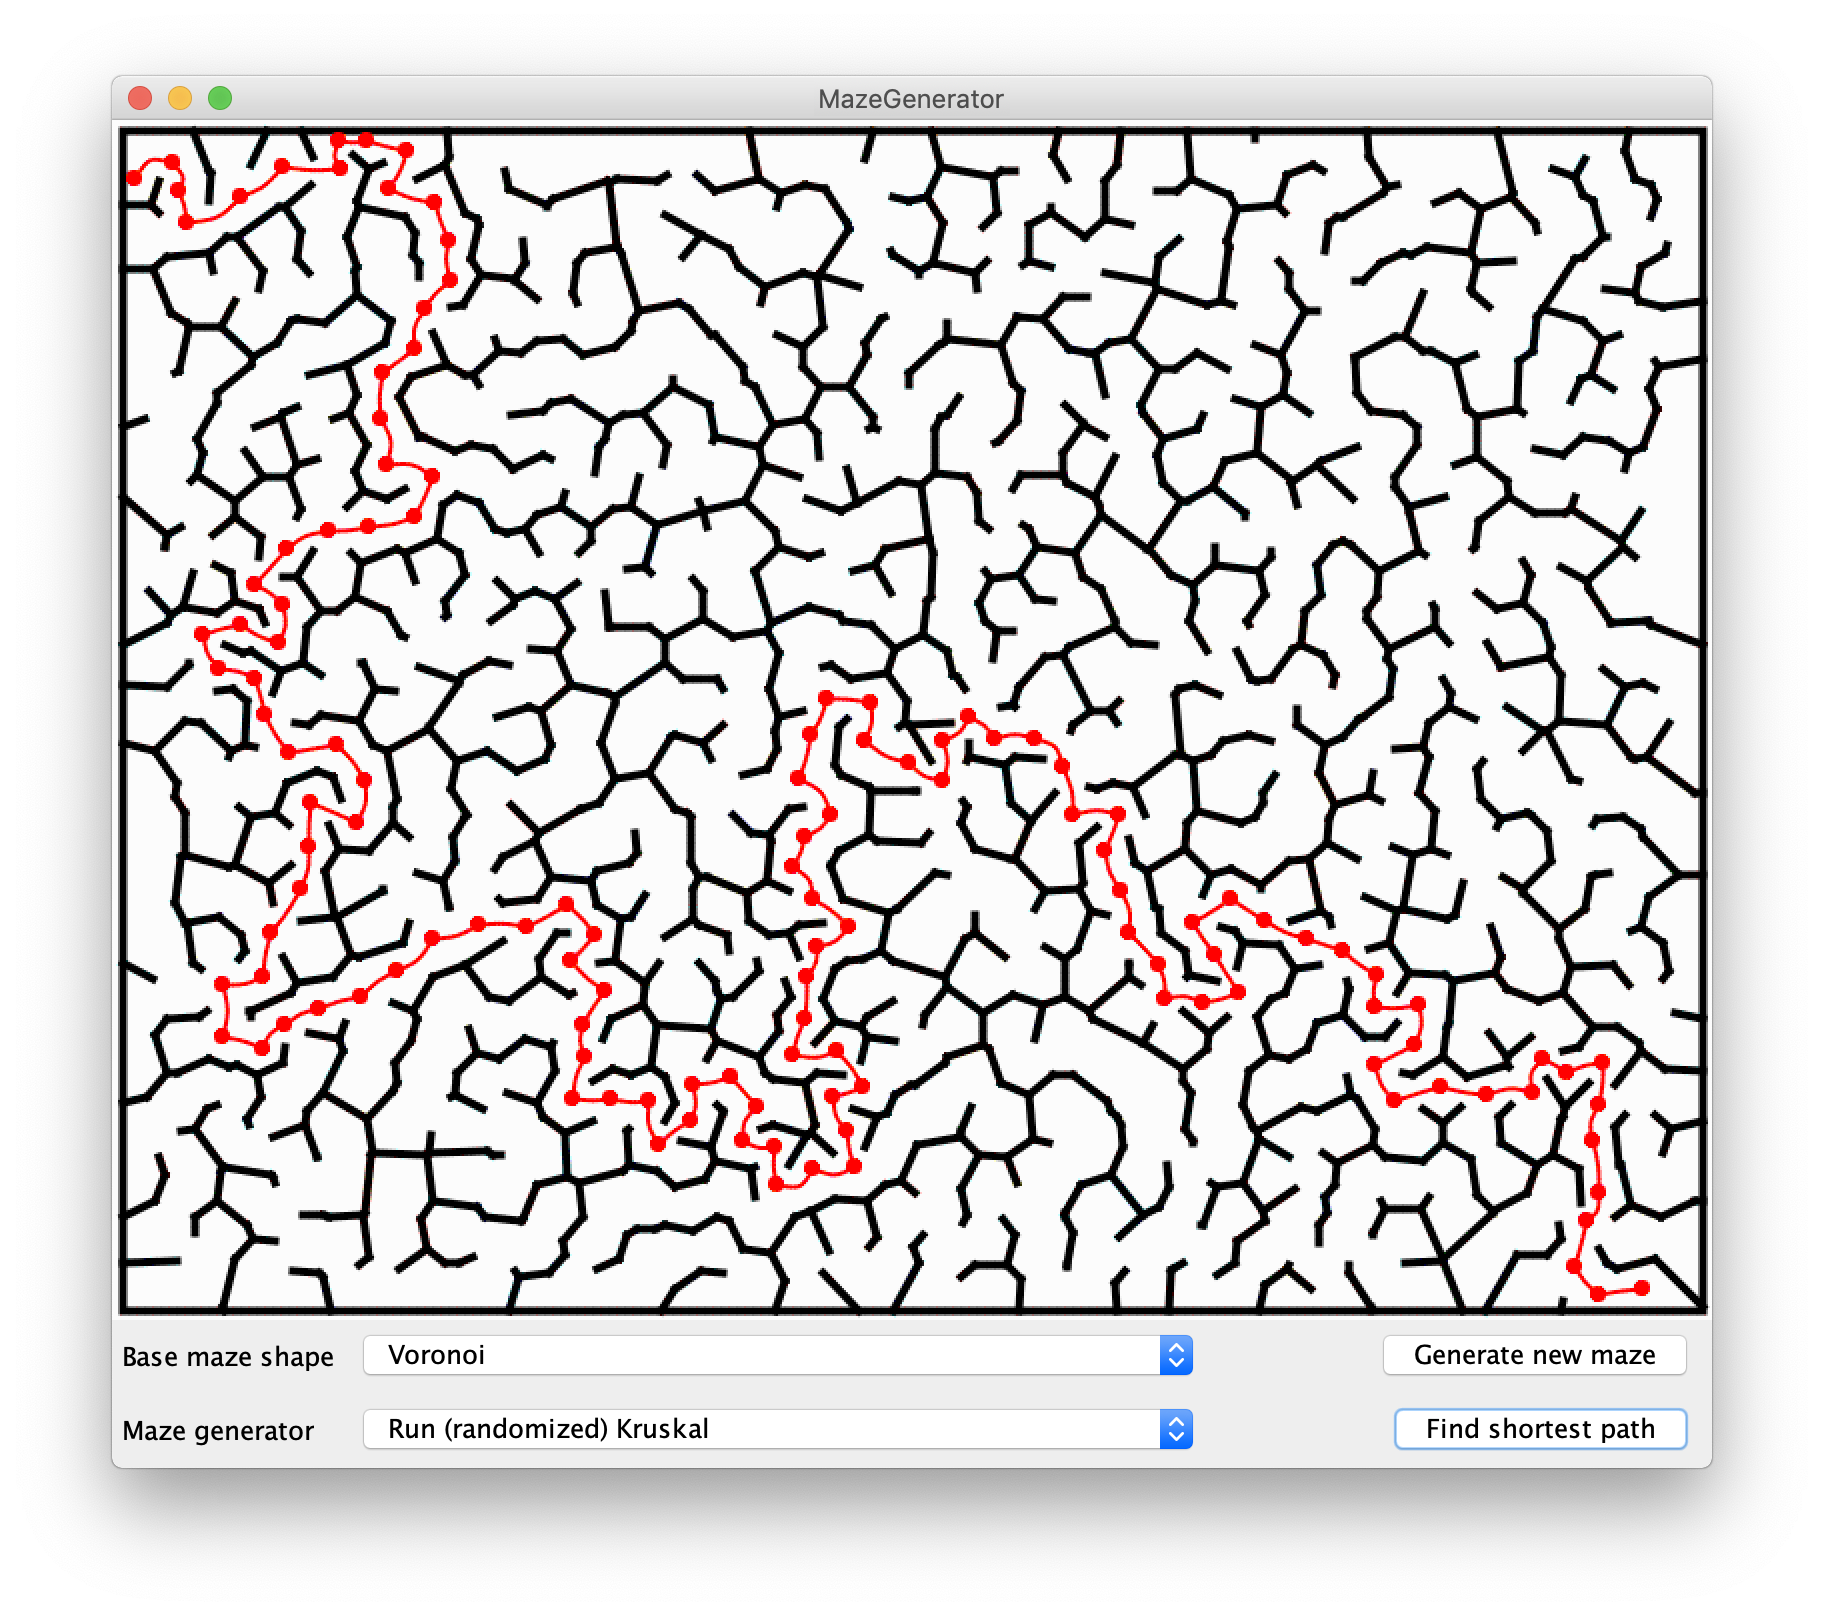 MazeGenerator
Base maze shape
Voronoi
Generate new maze
Maze generator
Run (randomized) Kruskal
Find shortest path